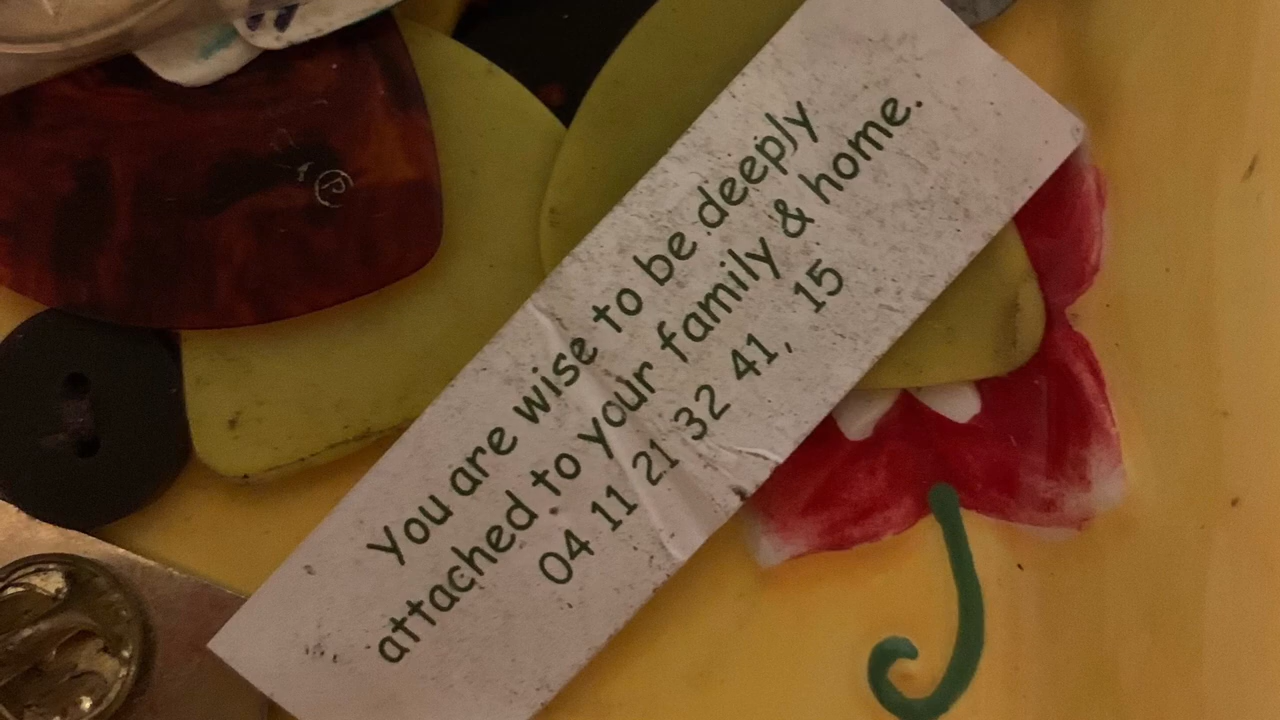 You are wise to be deeply
attached to your family & home.
04 11 21 32 41, 15